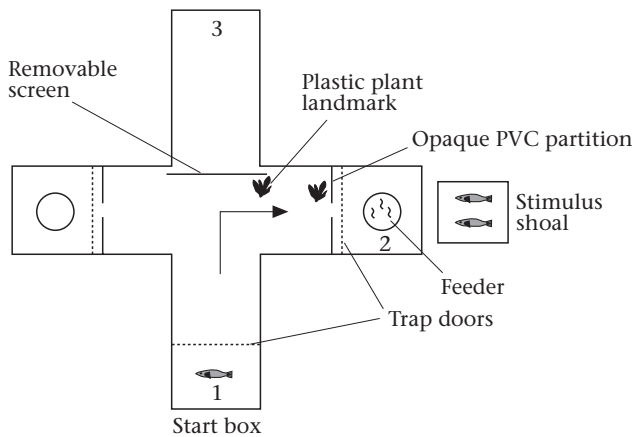 3
Removable
screen
Plastic plant
landmark
Opaque PVC partition
Stimulus
shoal
2
Feeder
Trap doors
1
Start box